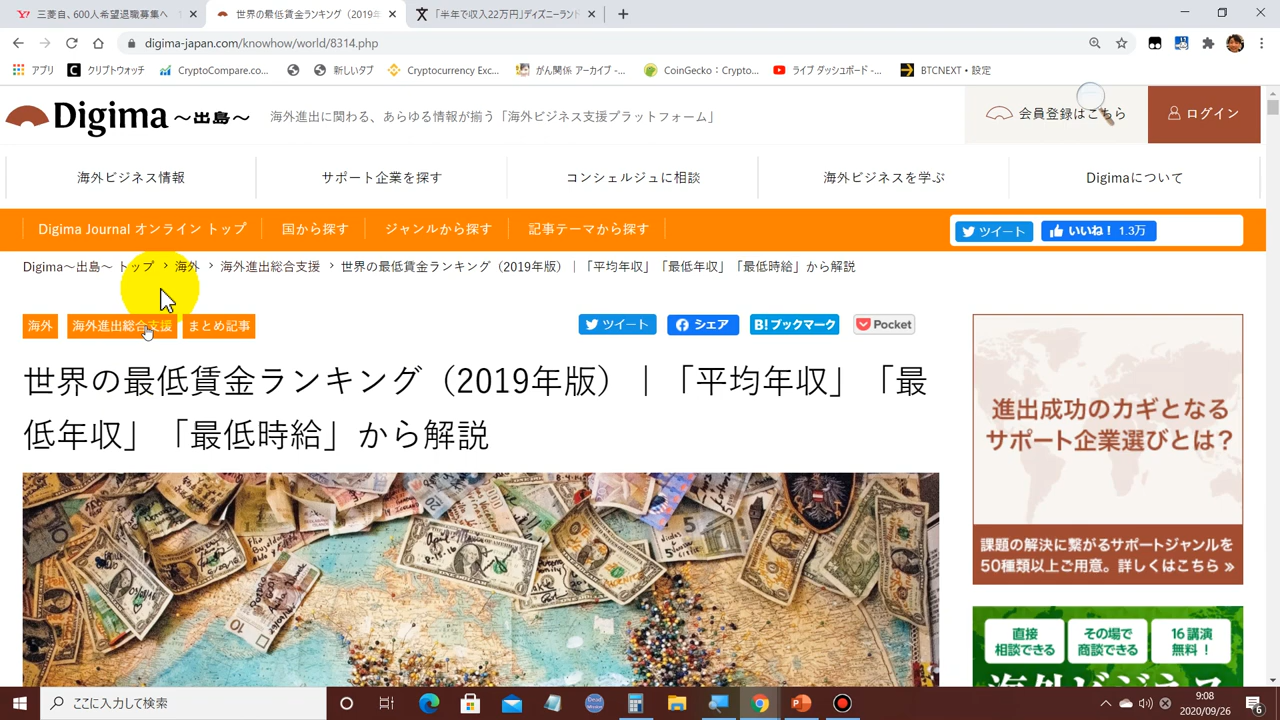 三菱自、600人希望退職募集へ
世界の最低賃金ランキング（2019年
「半年で収入22万円」ディズニーランド
digima-japan.com/knowhow/world/8314.php
アプリ
クリプトウォッチ
CryptoCompare.co...
新しいタブ
Cryptocurrency Exc...
がん関係 アーカイブ -...
CoinGecko：Crypto...
ライブ ダッシュボード -...
BTCNEXT・設定
Digima 〜出島〜
海外進出に関わる、あらゆる情報が揃う「海外ビジネス支援プラットフォーム」
会員登録はこちら
ログイン
海外ビジネス情報
サポート企業を探す
コンシェルジュに相談
海外ビジネスを学ぶ
Digimaについて
Digima Journal オンライン トップ
国から探す
ジャンルから探す
記事テーマから探す
ツイート
いいね！ 1.3万
Digima〜出島〜 トップ › 海外 › 海外進出総合支援 › 世界の最低賃金ランキング（2019年版）｜「平均年収」「最低年収」「最低時給」から解説
海外
海外進出総合支援
まとめ記事
ツイート
シェア
B!ブックマーク
Pocket
世界の最低賃金ランキング（2019年版）｜「平均年収」「最
低年収」「最低時給」から解説
進出成功のカギとなる
サポート企業選びとは？
課題の解決に繋がるサポートジャンルを
50種類以上ご用意。詳しくはこちら »
直接
相談できる
その場で
商談できる
16講演
無料！
海外ビジネス
ここに入力して検索
9:08
2020/09/26
6